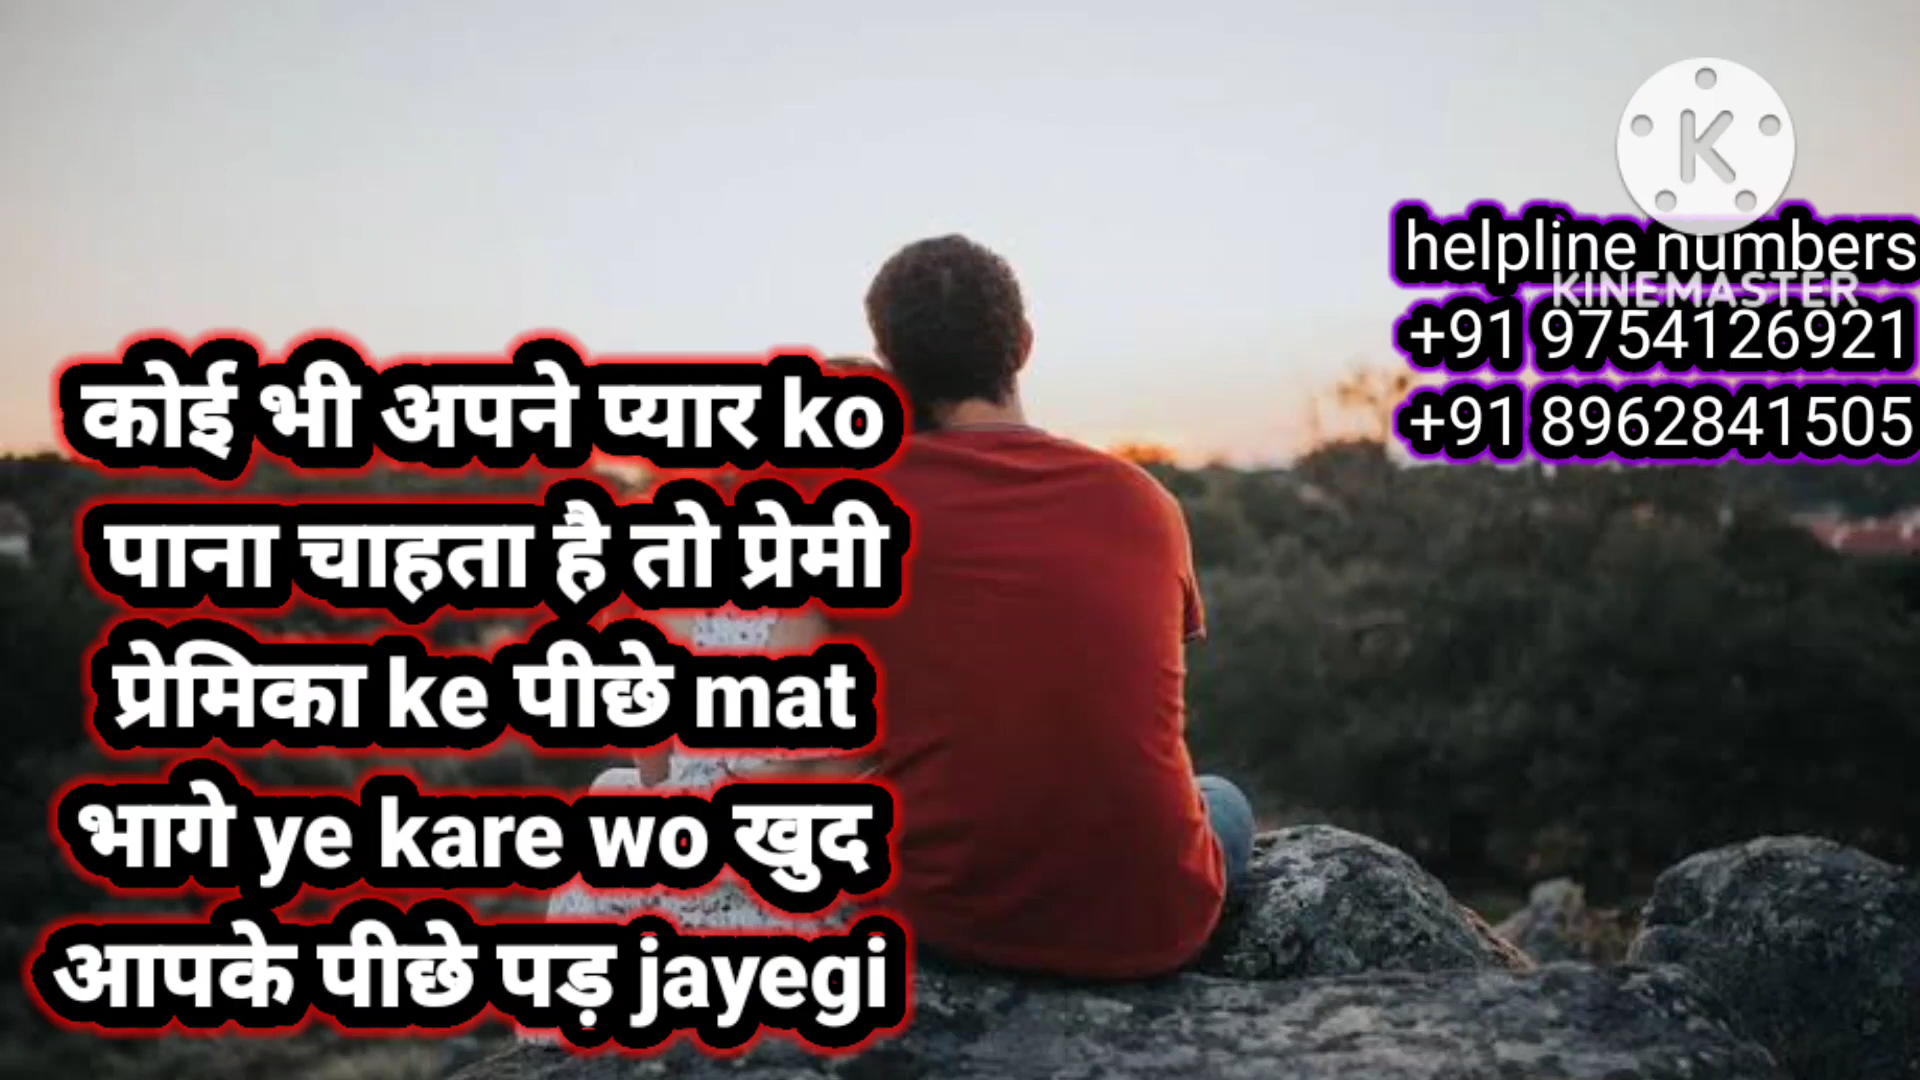 कोई भी अपने प्यार ko
पाना चाहता है तो प्रेमी
प्रेमिका ke पीछे mat
भागे ye kare wo खुद
आपके पीछे पड़ jayegi
K
helpline numbers
KINEMASTER
+91 9754126921
+91 8962841505